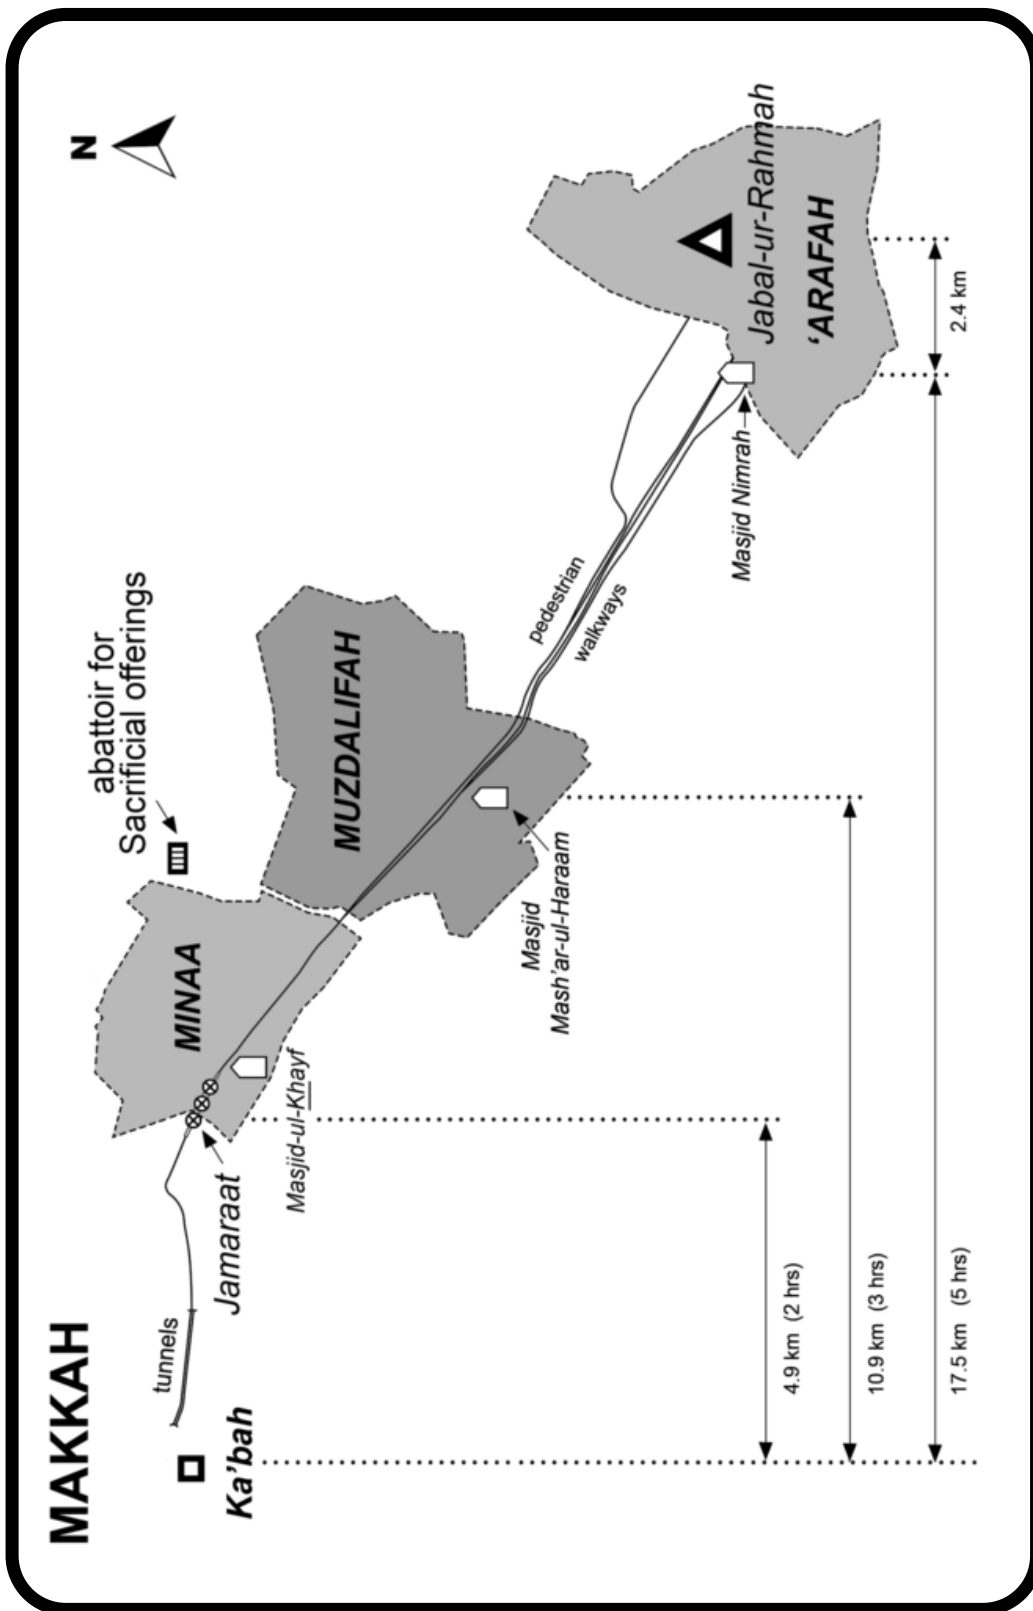 MAKKAH
N
abattoir for
Sacrificial offerings
tunnels
Ka’bah
Jamaraat
MINAA
Masjid-ul-Khayf
MUZDALIFAH
Masjid
Mash’ar-ul-Haraam
pedestrian
walkways
Masjid Nimrah
Jabal-ur-Rahmah
‘ARAFAH
4.9 km (2 hrs)
10.9 km (3 hrs)
17.5 km (5 hrs)
2.4 km